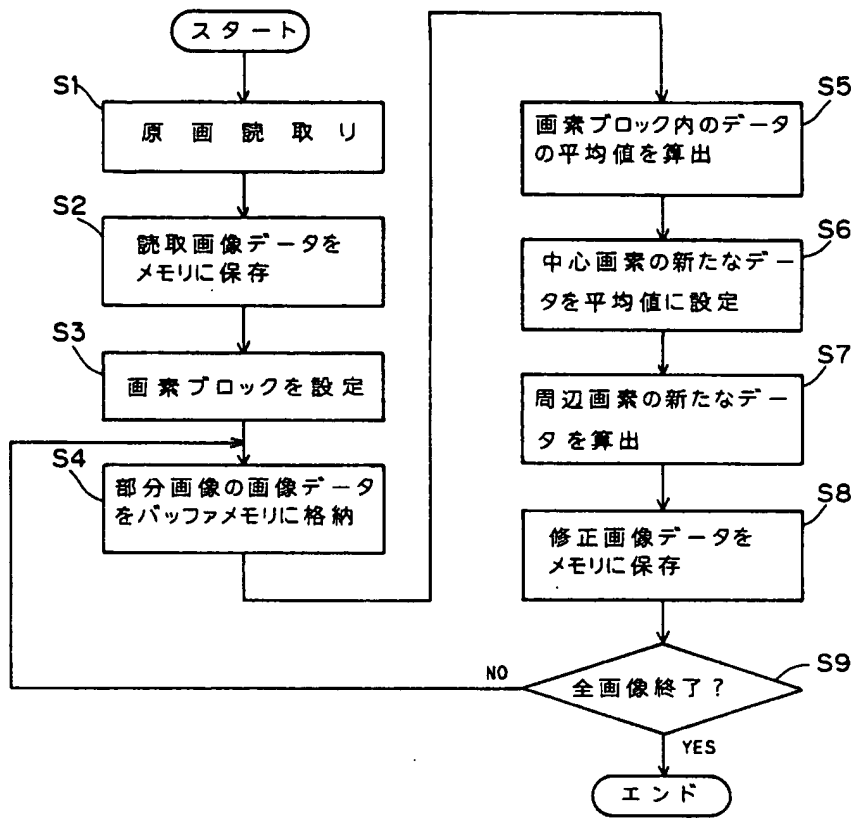 スタート
S1
原画読取り
S2
読取画像データを
メモリに保存
S3
画素ブロックを設定
S4
部分画像の画像データ
をバッファメモリに格納
S5
画素ブロック内のデータ
の平均値を算出
S6
中心画素の新たなデー
タを平均値に設定
S7
周辺画素の新たなデー
タを算出
S8
修正画像データを
メモリに保存
S9
全画像終了?
NO
YES
エンド